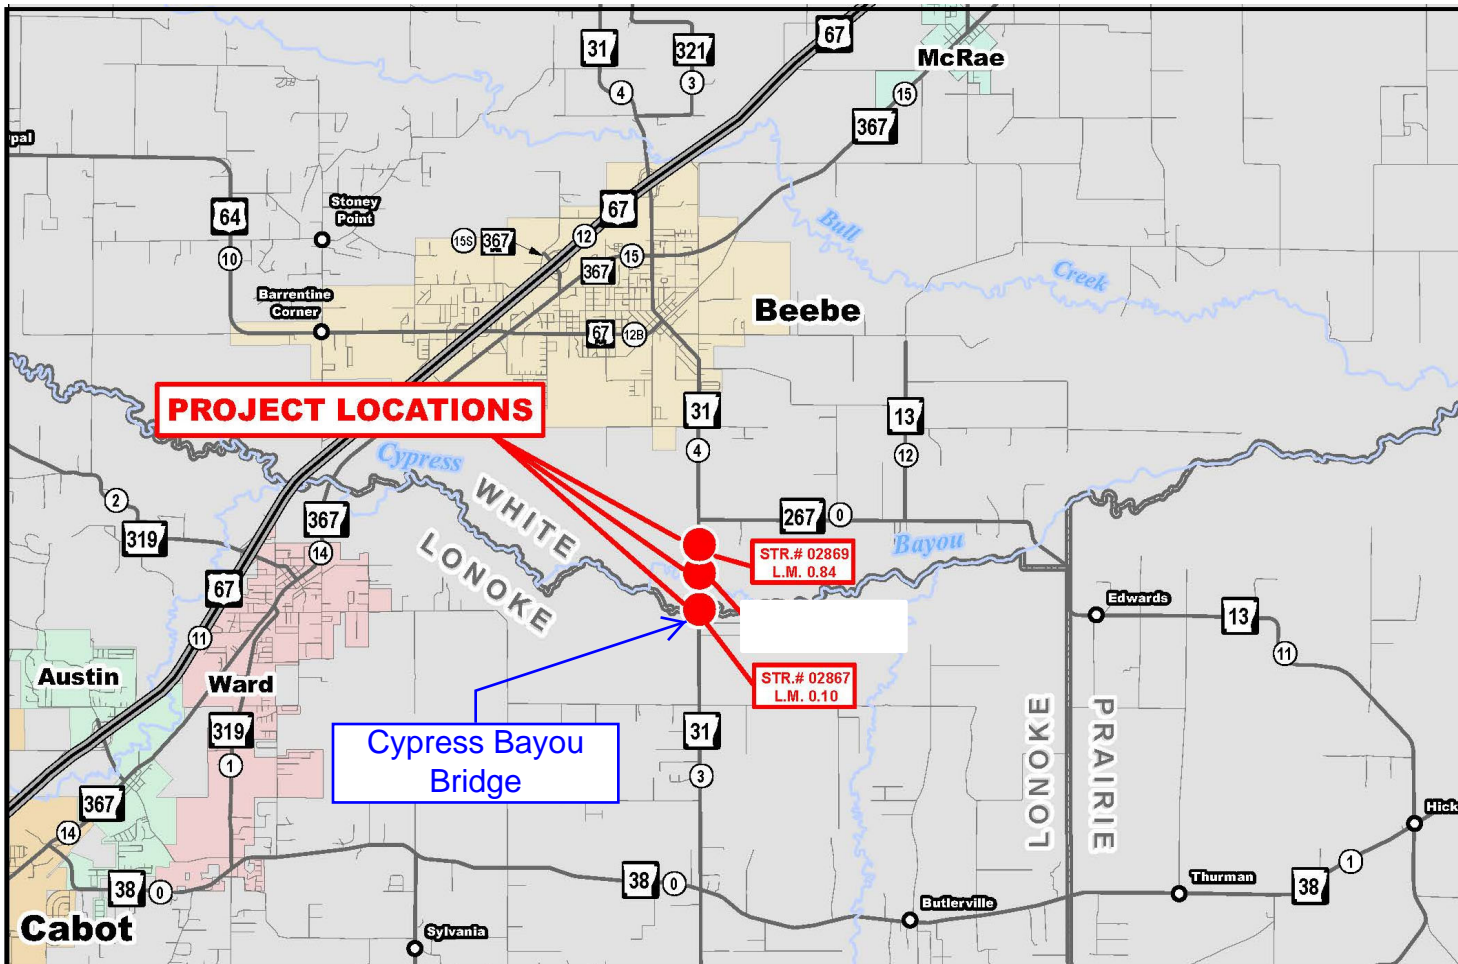 31
321
67
McRae
4
3
15
367
pal
Stoney
Point
64
67
Bull
15S
367
12
15
10
367
Creek
Barrentine
Corner
Beebe
67
12B
PROJECT LOCATIONS
31
13
Cypress
4
12
2
WHITE
367
267
0
319
14
LONOKE
Bayou
STR.# 02869
L.M. 0.84
67
Edwards
13
11
11
Austin
Ward
STR.# 02867
L.M. 0.10
319
31
LONOKE
PRAIRIE
Cypress Bayou
Bridge
1
3
367
Hick
14
1
38
0
38
0
Thurman
38
Butlerville
Cabot
Sylvania